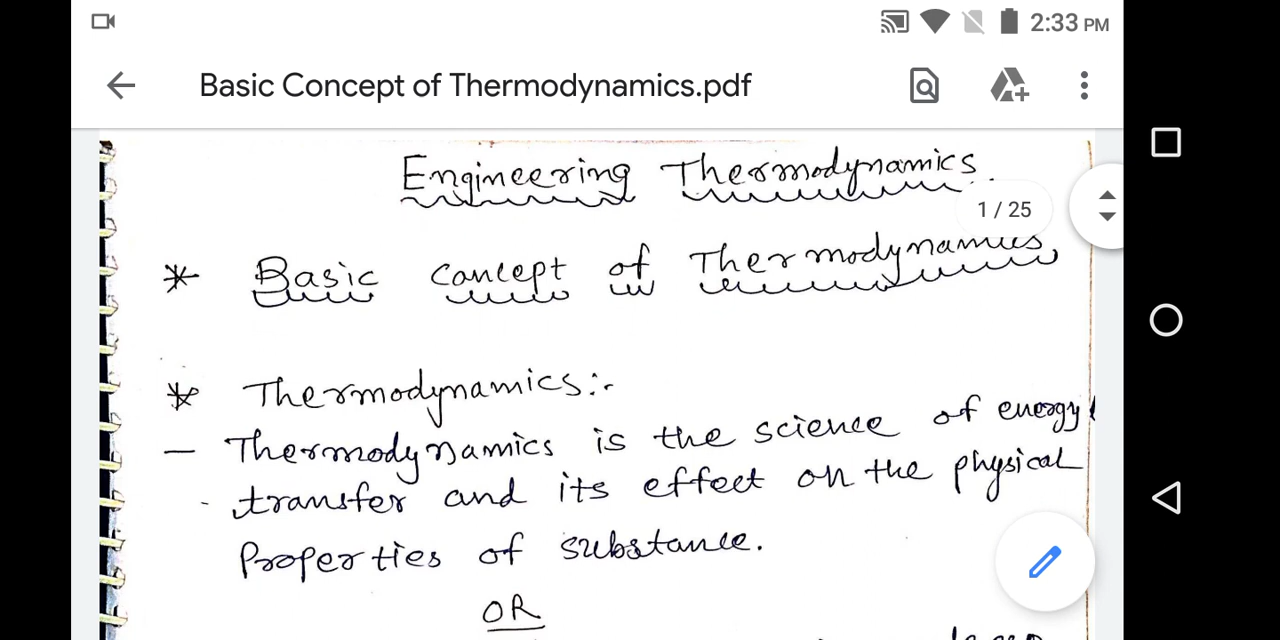 2:33 PM
Basic Concept of Thermodynamics.pdf
Engineering Thermodynamics.
1 / 25
* Basic concept of Thermodynamics
* Thermodynamics:-
— Thermodynamics is the science of energy
transfer and its effect on the physical
Properties of substance.
OR